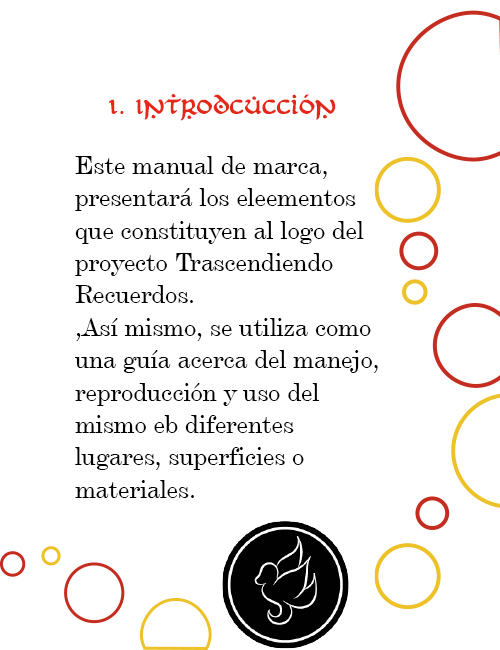 1. INTRODCUCCIÓN
Este manual de marca,
presentará los eleementos
que constituyen al logo del
proyecto Trascendiendo
Recuerdos.
,Así mismo, se utiliza como
una guía acerca del manejo,
reproducción y uso del
mismo eb diferentes
lugares, superficies o
materiales.